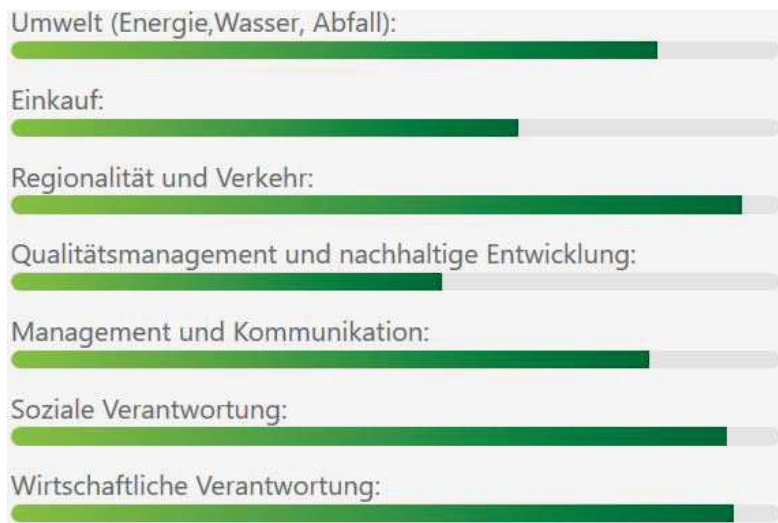 Umwelt (Energie,Wasser, Abfall):
Einkauf:
Regionalität und Verkehr:
Qualitätsmanagement und nachhaltige Entwicklung:
Management und Kommunikation:
Soziale Verantwortung:
Wirtschaftliche Verantwortung: